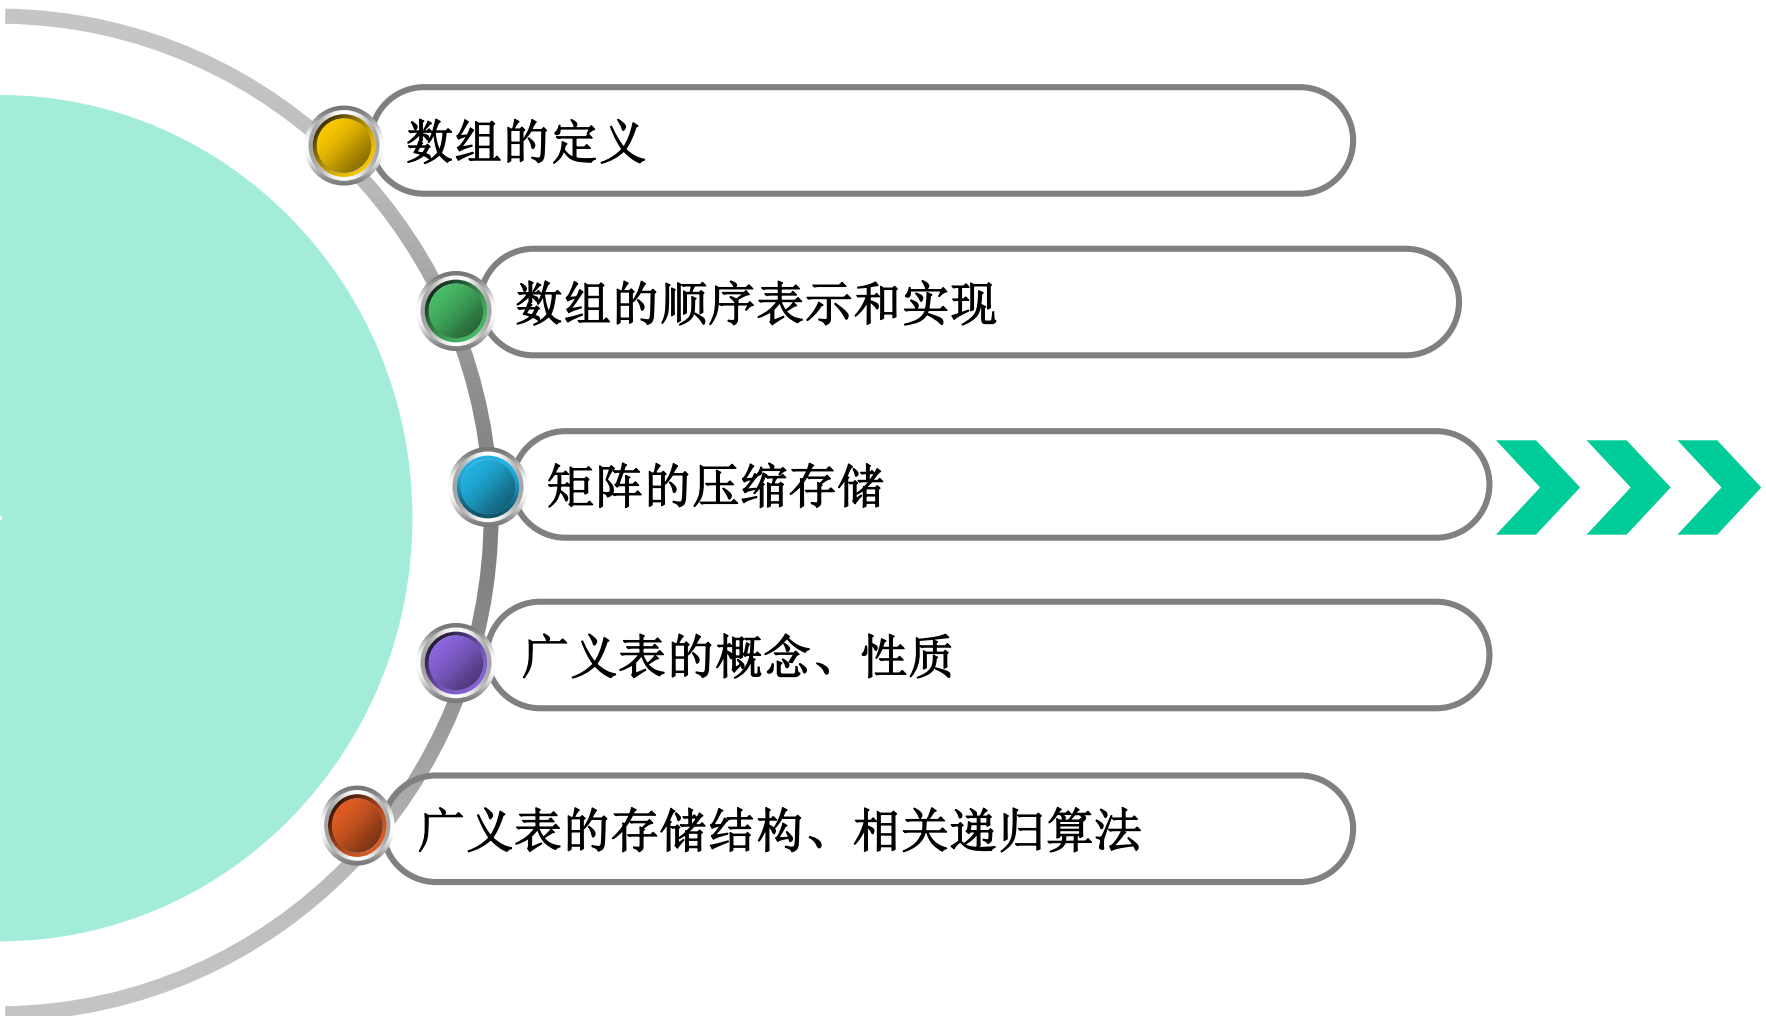 数组的定义
数组的顺序表示和实现
矩阵的压缩存储
广义表的概念、性质
广义表的存储结构、相关递归算法